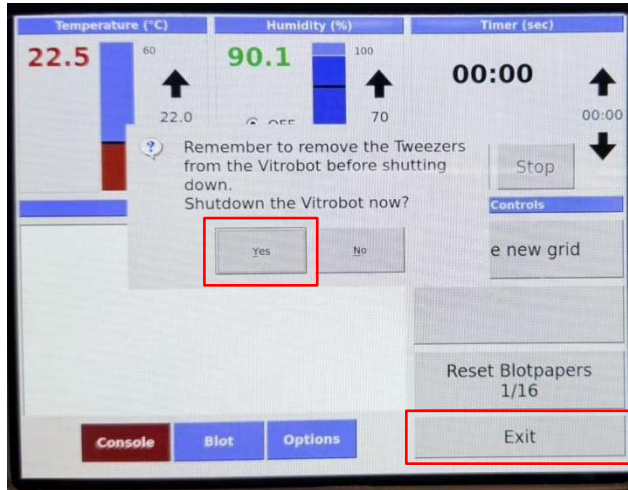 Temperature (°C)
Humidity (%)
Timer (sec)
22.5
60
22.0
90.1
100
70
OFF
00:00
00:00
Stop
Remember to remove the Tweezers
from the Vitrobot before shutting
down.
Shutdown the Vitrobot now?
Yes
No
Controls
e new grid
Reset Blotpapers
1/16
Exit
Console
Blot
Options